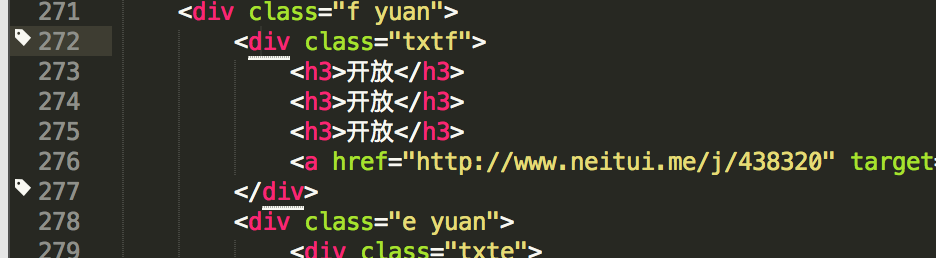 271 <div class="f yuan">
272 <div class="txtf">
273 <h3>开放</h3>
274 <h3>开放</h3>
275 <h3>开放</h3>
276 <a href="http://www.neitui.me/j/438320" target=
277 </div>
278 <div class="e yuan">
279 <div class="txte">